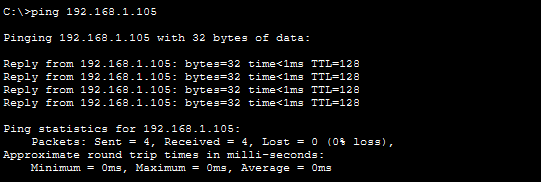 C:\>ping 192.168.1.105
Pinging 192.168.1.105 with 32 bytes of data:
Reply from 192.168.1.105: bytes=32 time<1ms TTL=128
Reply from 192.168.1.105: bytes=32 time<1ms TTL=128
Reply from 192.168.1.105: bytes=32 time<1ms TTL=128
Reply from 192.168.1.105: bytes=32 time<1ms TTL=128
Ping statistics for 192.168.1.105:
    Packets: Sent = 4, Received = 4, Lost = 0 (0% loss),
Approximate round trip times in milli-seconds:
    Minimum = 0ms, Maximum = 0ms, Average = 0ms